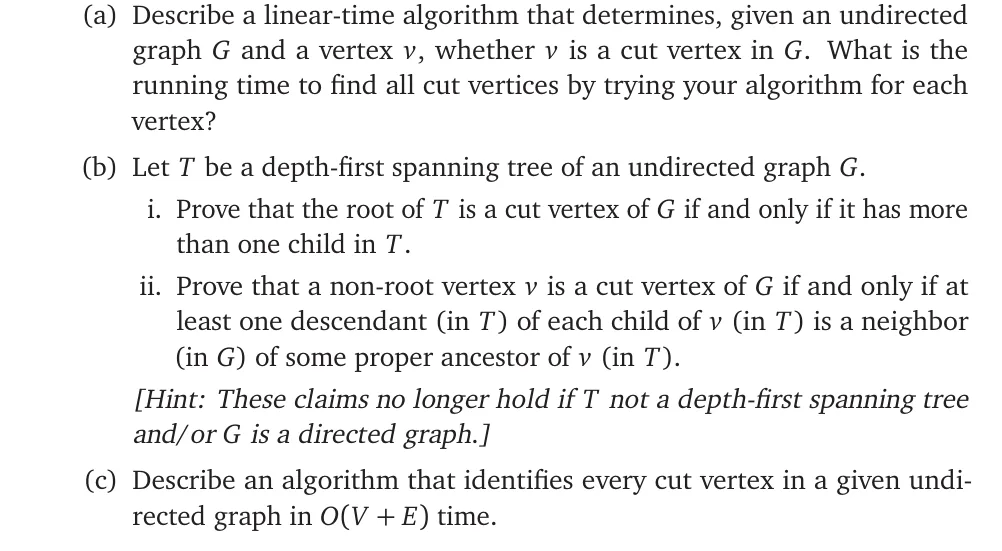 (a) Describe a linear-time algorithm that determines, given an undirected
graph G and a vertex v, whether v is a cut vertex in G. What is the
running time to find all cut vertices by trying your algorithm for each
vertex?
(b) Let T be a depth-first spanning tree of an undirected graph G.
i. Prove that the root of T is a cut vertex of G if and only if it has more
than one child in T.
ii. Prove that a non-root vertex v is a cut vertex of G if and only if at
least one descendant (in T) of each child of v (in T) is a neighbor
(in G) of some proper ancestor of v (in T).
[Hint: These claims no longer hold if T not a depth-first spanning tree
and/or G is a directed graph.]
(c) Describe an algorithm that identifies every cut vertex in a given undi-
rected graph in O(V + E) time.